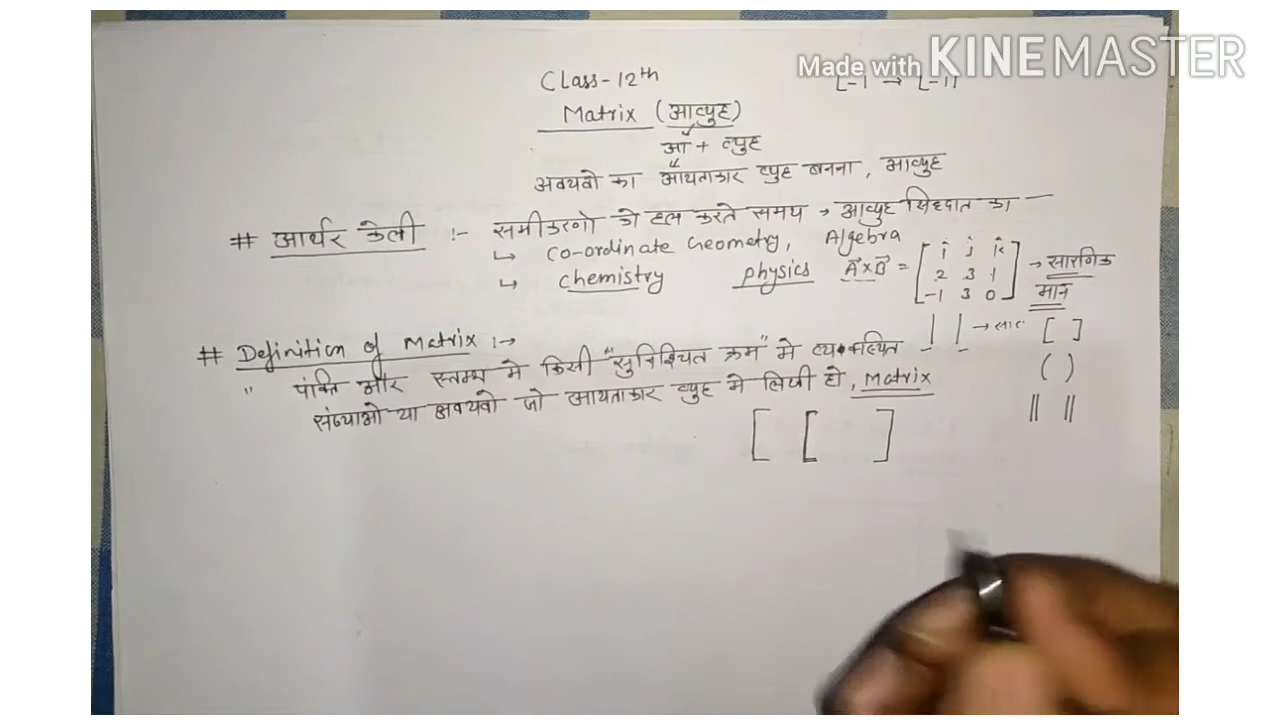 Made with KINEMASTER
Class-12th
Matrix (आव्युह)
आ + व्युह
अवयवो का आयताकार व्युह बनना, आव्युह
# आर्थर केली :- समीकरणो को हल करते समय → आव्युह सिद्दात का
↳ Co-ordinate Geometry, Algebra
↳ chemistry physics A⃗×B⃗ = [ i j k → सारणिक
2 3 1 मान
-1 3 0 ]
# Definition of Matrix :→ | | → सार [ ]
" पंक्ति और स्तम्भ मे किसी "सुनिश्चित क्रम" मे ( )
संख्याओ या अवयवो जो आयताकार व्युह मे लिखी हो, Matrix || ||
[ [ ]